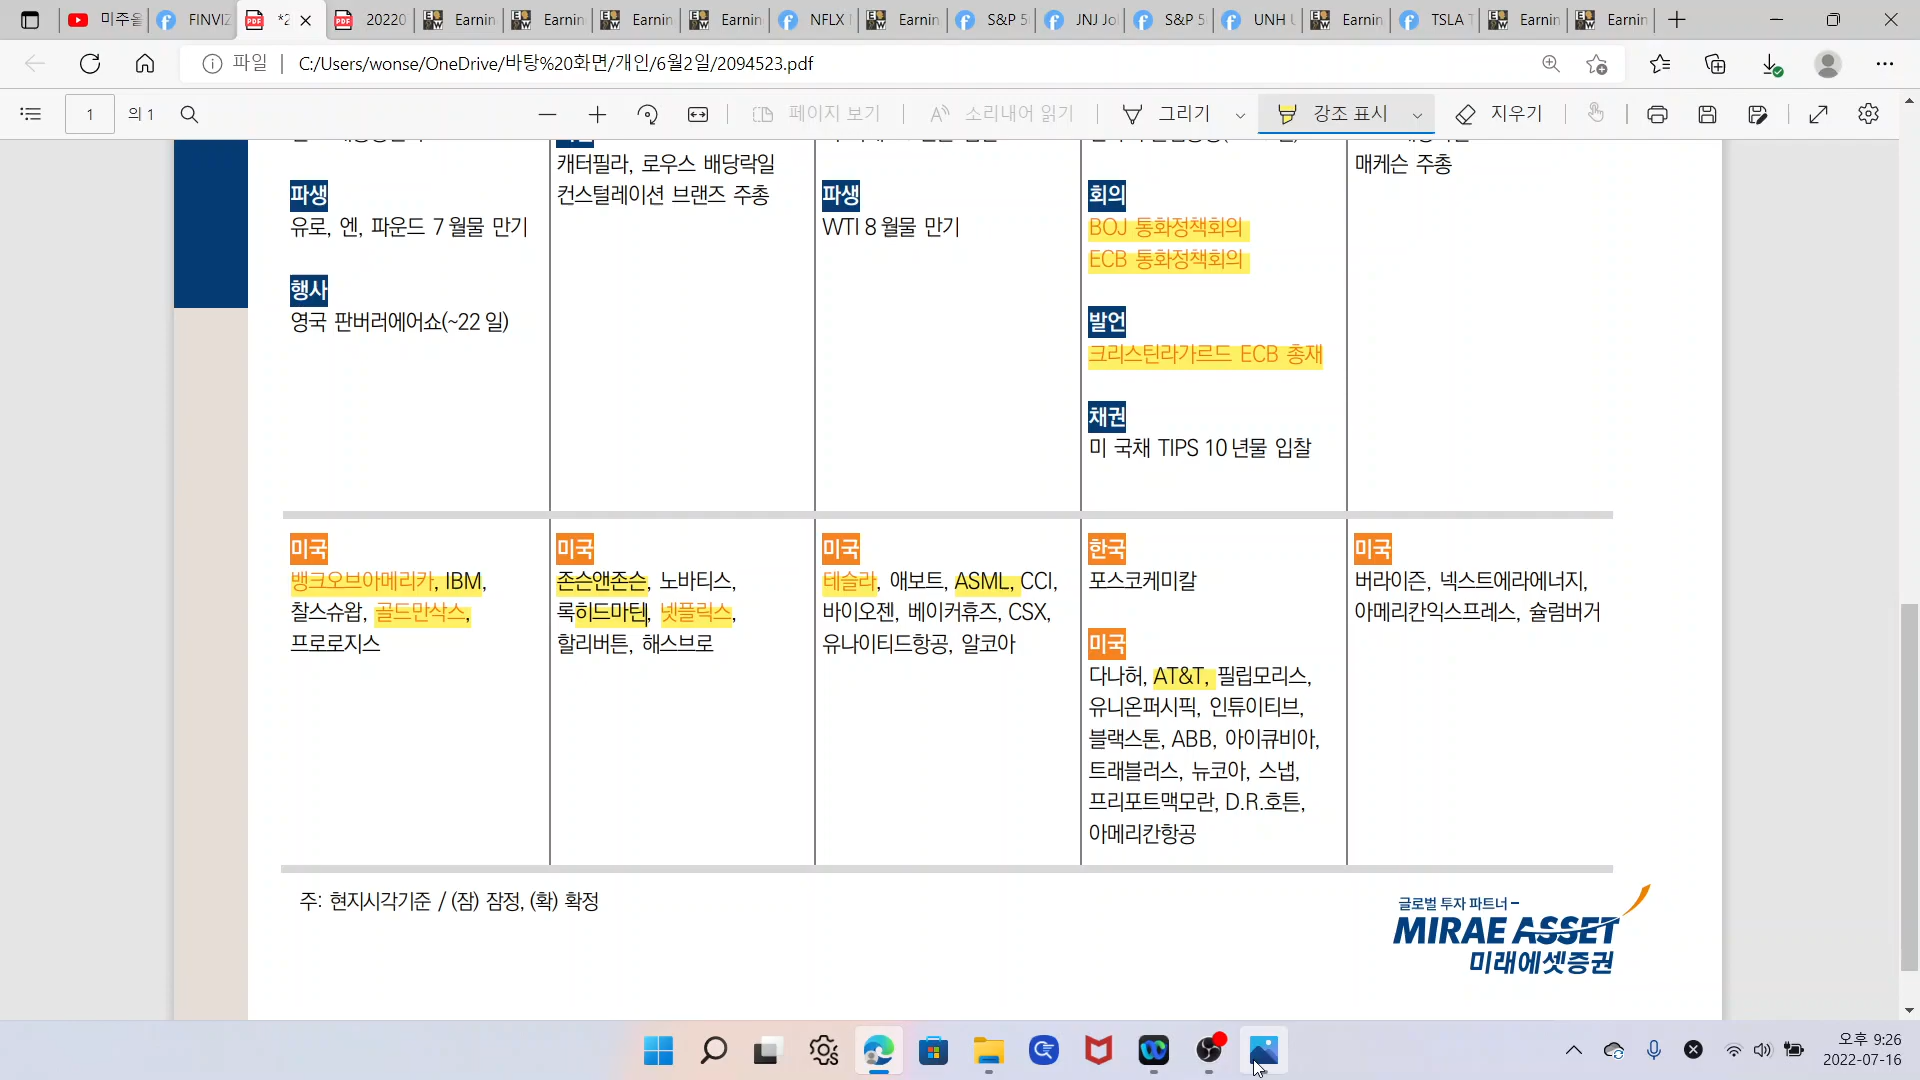 미주을
FINVIZ
*2
20220
Earnin
Earnin
Earnin
Earnin
NFLX
Earnin
S&P 5
JNJ Jo
S&P 5
UNH
Earnin
TSLA
Earnin
Earnin
파일
C:/Users/wonse/OneDrive/바탕%20화면/개인/6월2일/2094523.pdf
1
의 1
페이지 보기
소리내어 읽기
그리기
강조 표시
지우기
파생
유로, 엔, 파운드 7월물 만기
행사
영국 판버러에어쇼(~22일)
캐터필라, 로우스 배당락일
컨스털레이션 브랜즈 주총
파생
WTI 8월물 만기
회의
BOJ 통화정책회의
ECB 통화정책회의
발언
크리스틴라가르드 ECB 총재
채권
미 국채 TIPS 10년물 입찰
매케슨 주총
미국
뱅크오브아메리카, IBM,
찰스슈왑, 골드만삭스,
프로로지스
미국
존슨앤존슨, 노바티스,
록히드마틴, 넷플릭스,
할리버튼, 해스브로
미국
테슬라, 애보트, ASML, CCI,
바이오젠, 베이커휴즈, CSX,
유나이티드항공, 알코아
한국
포스코케미칼
미국
다나허, AT&T, 필립모리스,
유니온퍼시픽, 인튜이티브,
블랙스톤, ABB, 아이큐비아,
트래블러스, 뉴코아, 스냅,
프리포트맥모란, D.R.호튼,
아메리칸항공
미국
버라이즌, 넥스트에라에너지,
아메리칸익스프레스, 슐럼버거
주: 현지시각기준 / (잠) 잠정, (확) 확정
글로벌 투자 파트너 –
MIRAE ASSET
미래에셋증권
오후 9:26
2022-07-16